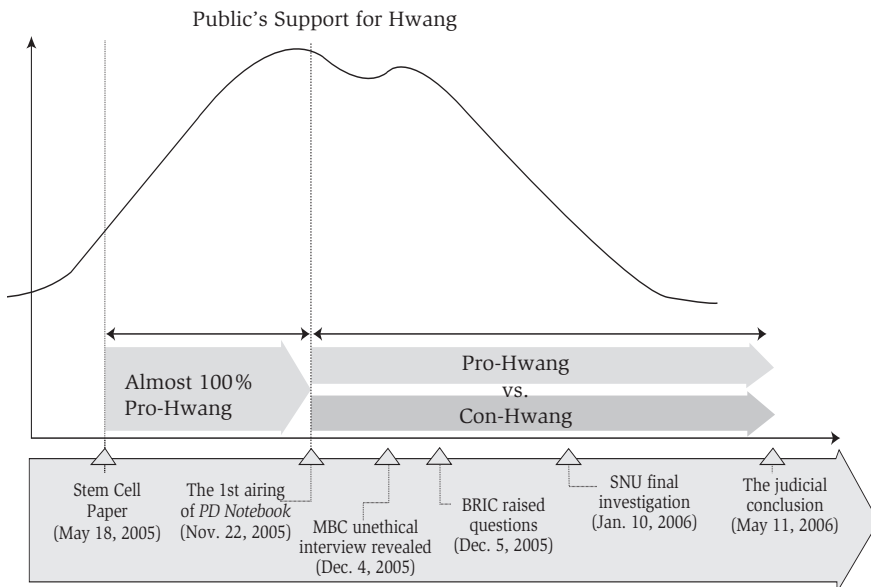 Public's Support for Hwang
Almost 100%
Pro-Hwang
Pro-Hwang
vs.
Con-Hwang
Stem Cell
Paper
(May 18, 2005)
The 1st airing
of PD Notebook
(Nov. 22, 2005)
MBC unethical
interview revealed
(Dec. 4, 2005)
BRIC raised
questions
(Dec. 5, 2005)
SNU final
investigation
(Jan. 10, 2006)
The judicial
conclusion
(May 11, 2006)